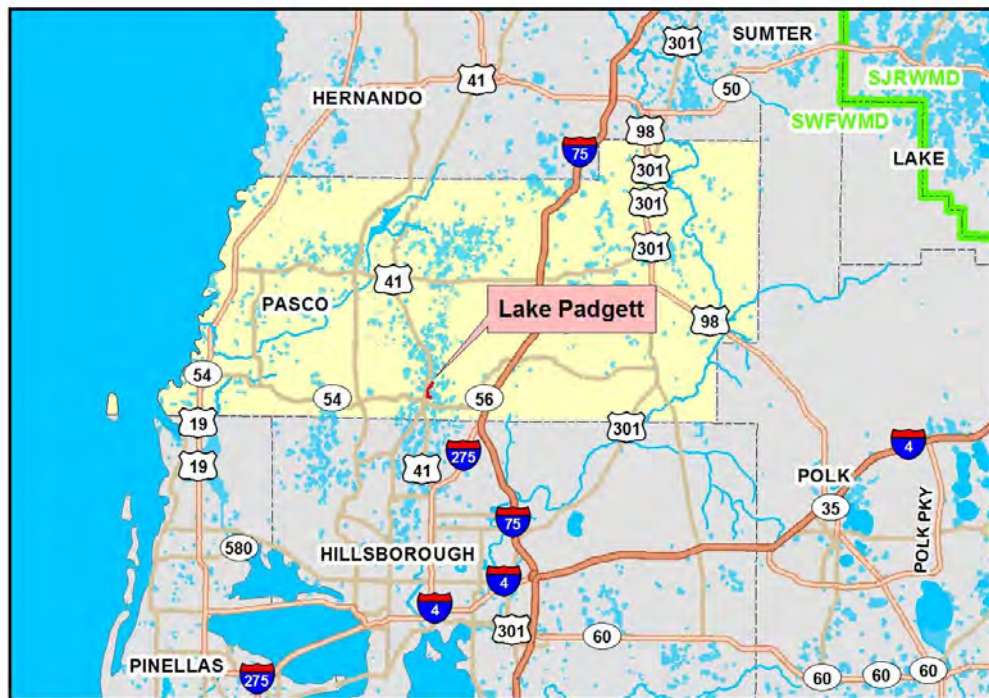 301
SUMTER
41
50
SJRWMD
HERNANDO
SWFWMD
98
75
LAKE
301
301
301
41
PASCO
Lake Padgett
98
54
54
56
19
301
41
275
4
19
POLK
35
75
POLK PKY
580
HILLSBOROUGH
4
4
301
60
PINELLAS
275
60
60
60